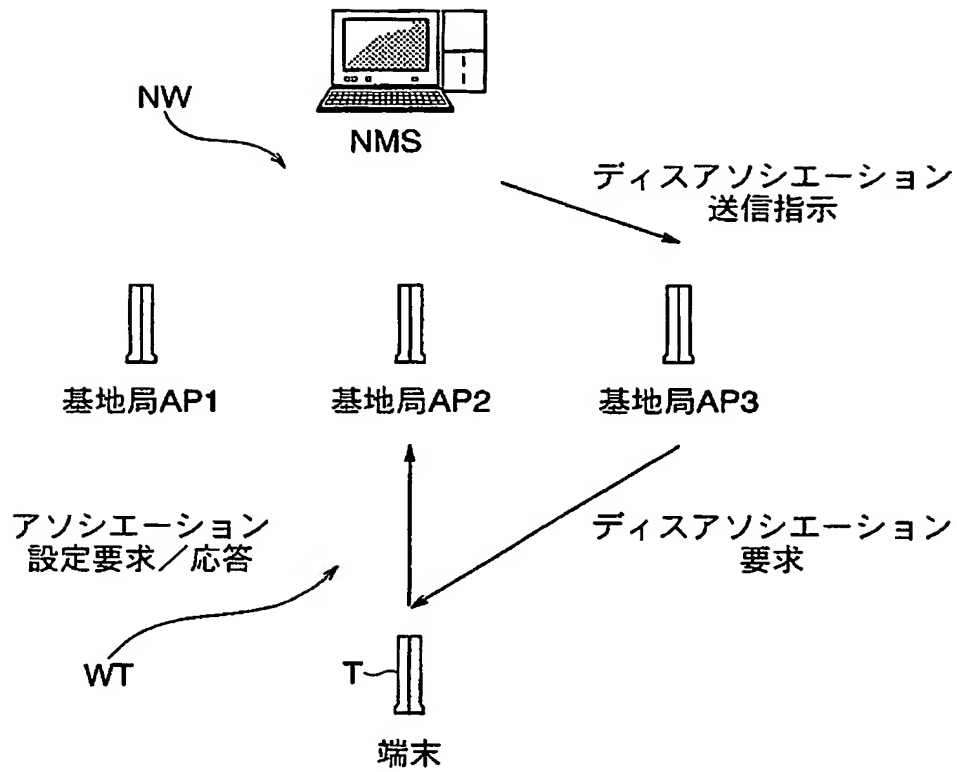 NW
NMS
ディスアソシエーション
送信指示
基地局AP1
基地局AP2
基地局AP3
アソシエーション
設定要求／応答
ディスアソシエーション
要求
WT
T
端末